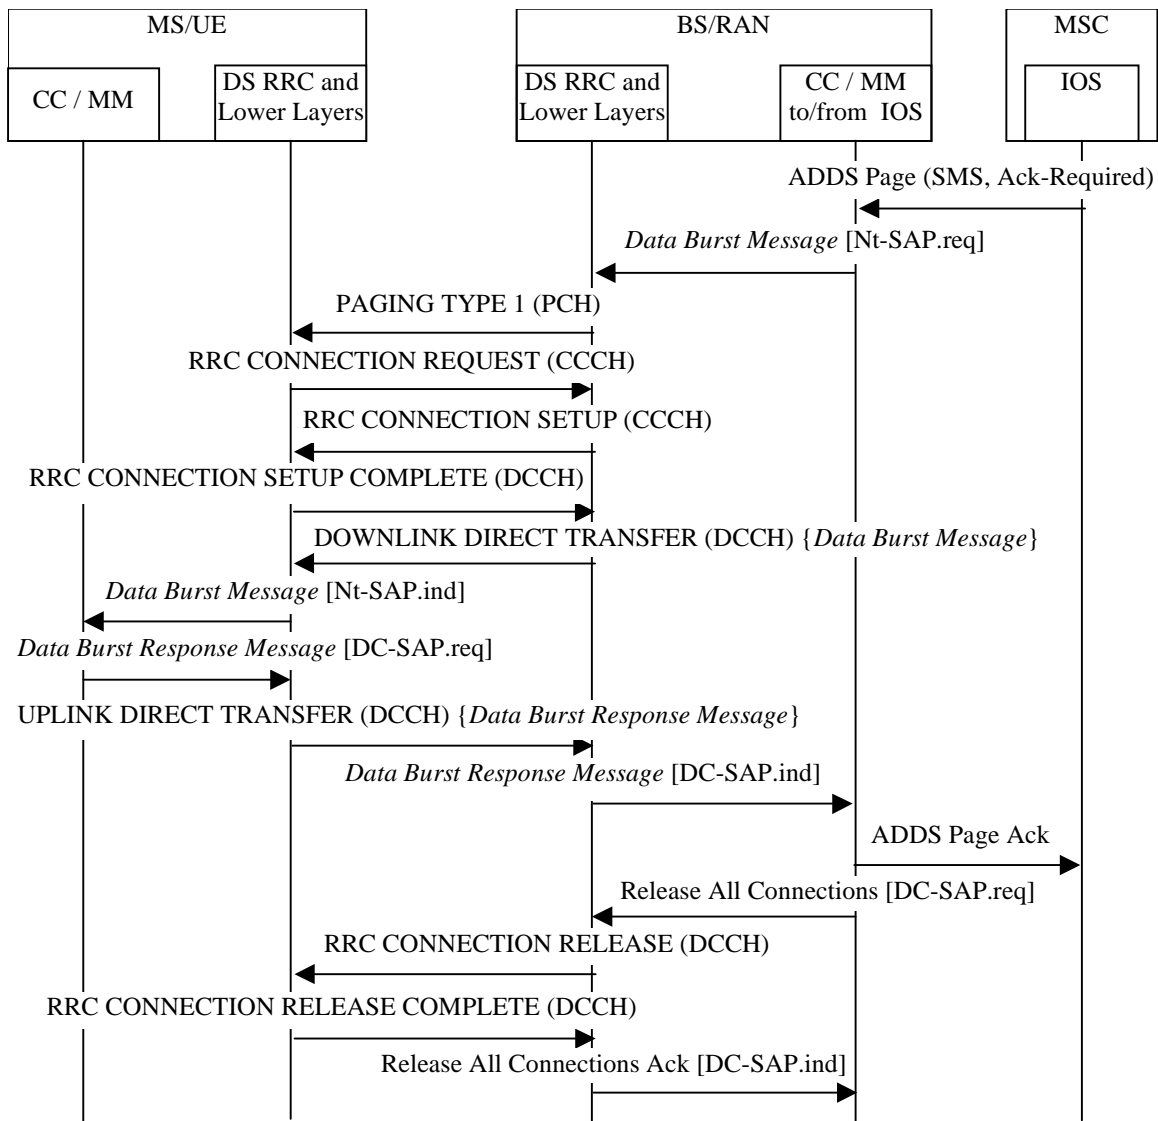 MS/UE
BS/RAN
MSC
CC / MM
DS RRC and
Lower Layers
DS RRC and
Lower Layers
CC / MM
to/from IOS
IOS
ADDS Page (SMS, Ack-Required)
Data Burst Message [Nt-SAP.req]
PAGING TYPE 1 (PCH)
RRC CONNECTION REQUEST (CCCH)
RRC CONNECTION SETUP (CCCH)
RRC CONNECTION SETUP COMPLETE (DCCH)
DOWNLINK DIRECT TRANSFER (DCCH) {Data Burst Message}
Data Burst Message [Nt-SAP.ind]
Data Burst Response Message [DC-SAP.req]
UPLINK DIRECT TRANSFER (DCCH) {Data Burst Response Message}
Data Burst Response Message [DC-SAP.ind]
ADDS Page Ack
Release All Connections [DC-SAP.req]
RRC CONNECTION RELEASE (DCCH)
RRC CONNECTION RELEASE COMPLETE (DCCH)
Release All Connections Ack [DC-SAP.ind]